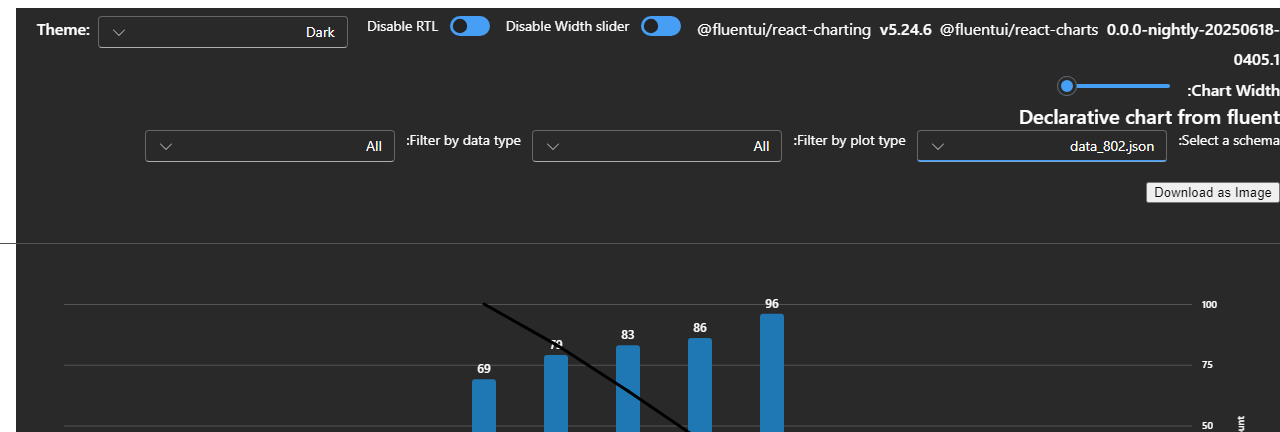 Theme:
Dark
Disable RTL
Disable Width slider
@fluentui/react-charting v5.24.6 @fluentui/react-charts 0.0.0-nightly-20250618-
0405.1
:Chart Width
Declarative chart from fluent
:Select a schema
data_802.json
:Filter by plot type
All
:Filter by data type
All
Download as Image
100
75
50
96
86
83
79
69